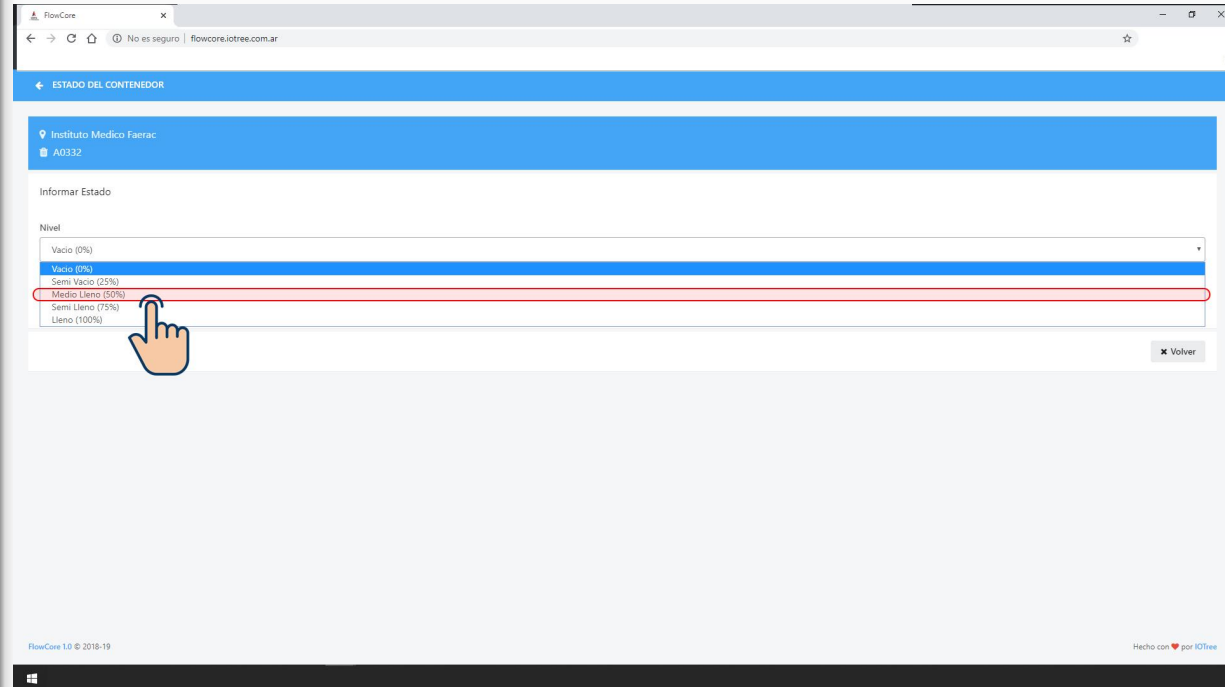 FlowCore
No es seguro | flowcore.iotree.com.ar
ESTADO DEL CONTENEDOR
Instituto Medico Faerac
A0332
Informar Estado
Nivel
Vacio (0%)
Vacio (0%)
Semi Vacio (25%)
Medio Lleno (50%)
Semi Lleno (75%)
Lleno (100%)
Volver
FlowCore 1.0 © 2018-19 Hecho con ❤ por IOTree